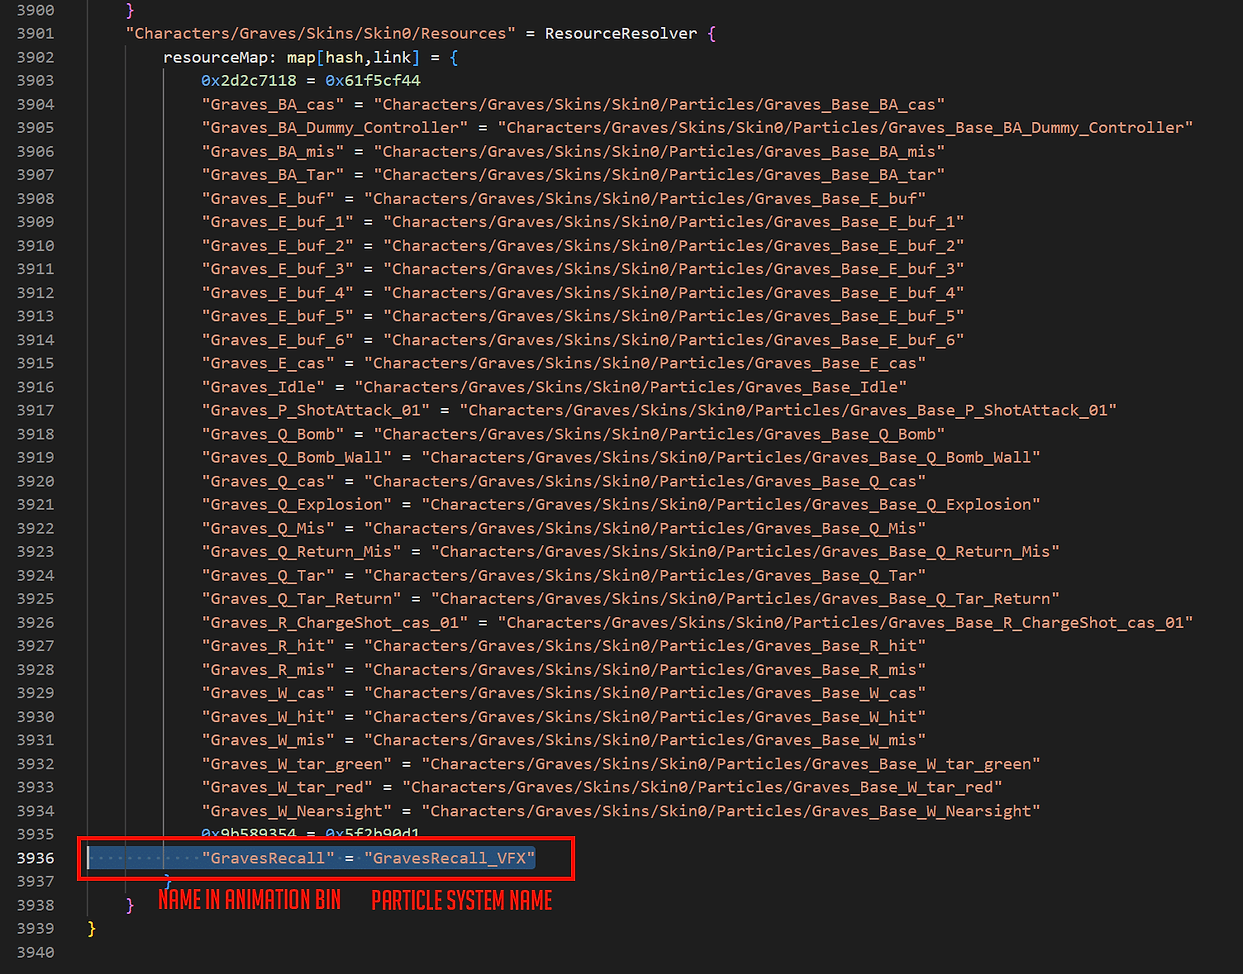 3900 }
3901 "Characters/Graves/Skins/Skin0/Resources" = ResourceResolver {
3902 resourceMap: map[hash,link] = {
3903 0x2d2c7118 = 0x61f5cf44
3904 "Graves_BA_cas" = "Characters/Graves/Skins/Skin0/Particles/Graves_Base_BA_cas"
3905 "Graves_BA_Dummy_Controller" = "Characters/Graves/Skins/Skin0/Particles/Graves_Base_BA_Dummy_Controller"
3906 "Graves_BA_mis" = "Characters/Graves/Skins/Skin0/Particles/Graves_Base_BA_mis"
3907 "Graves_BA_Tar" = "Characters/Graves/Skins/Skin0/Particles/Graves_Base_BA_tar"
3908 "Graves_E_buf" = "Characters/Graves/Skins/Skin0/Particles/Graves_Base_E_buf"
3909 "Graves_E_buf_1" = "Characters/Graves/Skins/Skin0/Particles/Graves_Base_E_buf_1"
3910 "Graves_E_buf_2" = "Characters/Graves/Skins/Skin0/Particles/Graves_Base_E_buf_2"
3911 "Graves_E_buf_3" = "Characters/Graves/Skins/Skin0/Particles/Graves_Base_E_buf_3"
3912 "Graves_E_buf_4" = "Characters/Graves/Skins/Skin0/Particles/Graves_Base_E_buf_4"
3913 "Graves_E_buf_5" = "Characters/Graves/Skins/Skin0/Particles/Graves_Base_E_buf_5"
3914 "Graves_E_buf_6" = "Characters/Graves/Skins/Skin0/Particles/Graves_Base_E_buf_6"
3915 "Graves_E_cas" = "Characters/Graves/Skins/Skin0/Particles/Graves_Base_E_cas"
3916 "Graves_Idle" = "Characters/Graves/Skins/Skin0/Particles/Graves_Base_Idle"
3917 "Graves_P_ShotAttack_01" = "Characters/Graves/Skins/Skin0/Particles/Graves_Base_P_ShotAttack_01"
3918 "Graves_Q_Bomb" = "Characters/Graves/Skins/Skin0/Particles/Graves_Base_Q_Bomb"
3919 "Graves_Q_Bomb_Wall" = "Characters/Graves/Skins/Skin0/Particles/Graves_Base_Q_Bomb_Wall"
3920 "Graves_Q_cas" = "Characters/Graves/Skins/Skin0/Particles/Graves_Base_Q_cas"
3921 "Graves_Q_Explosion" = "Characters/Graves/Skins/Skin0/Particles/Graves_Base_Q_Explosion"
3922 "Graves_Q_Mis" = "Characters/Graves/Skins/Skin0/Particles/Graves_Base_Q_Mis"
3923 "Graves_Q_Return_Mis" = "Characters/Graves/Skins/Skin0/Particles/Graves_Base_Q_Return_Mis"
3924 "Graves_Q_Tar" = "Characters/Graves/Skins/Skin0/Particles/Graves_Base_Q_Tar"
3925 "Graves_Q_Tar_Return" = "Characters/Graves/Skins/Skin0/Particles/Graves_Base_Q_Tar_Return"
3926 "Graves_R_ChargeShot_cas_01" = "Characters/Graves/Skins/Skin0/Particles/Graves_Base_R_ChargeShot_cas_01"
3927 "Graves_R_hit" = "Characters/Graves/Skins/Skin0/Particles/Graves_Base_R_hit"
3928 "Graves_R_mis" = "Characters/Graves/Skins/Skin0/Particles/Graves_Base_R_mis"
3929 "Graves_W_cas" = "Characters/Graves/Skins/Skin0/Particles/Graves_Base_W_cas"
3930 "Graves_W_hit" = "Characters/Graves/Skins/Skin0/Particles/Graves_Base_W_hit"
3931 "Graves_W_mis" = "Characters/Graves/Skins/Skin0/Particles/Graves_Base_W_mis"
3932 "Graves_W_tar_green" = "Characters/Graves/Skins/Skin0/Particles/Graves_Base_W_tar_green"
3933 "Graves_W_tar_red" = "Characters/Graves/Skins/Skin0/Particles/Graves_Base_W_tar_red"
3934 "Graves_W_Nearsight" = "Characters/Graves/Skins/Skin0/Particles/Graves_Base_W_Nearsight"
3935 0x9b589354 = 0x5f2b90d1
3936 "GravesRecall" = "GravesRecall_VFX"
3937 }
NAME IN ANIMATION BIN PARTICLE SYSTEM NAME
3938 }
3939 }
3940